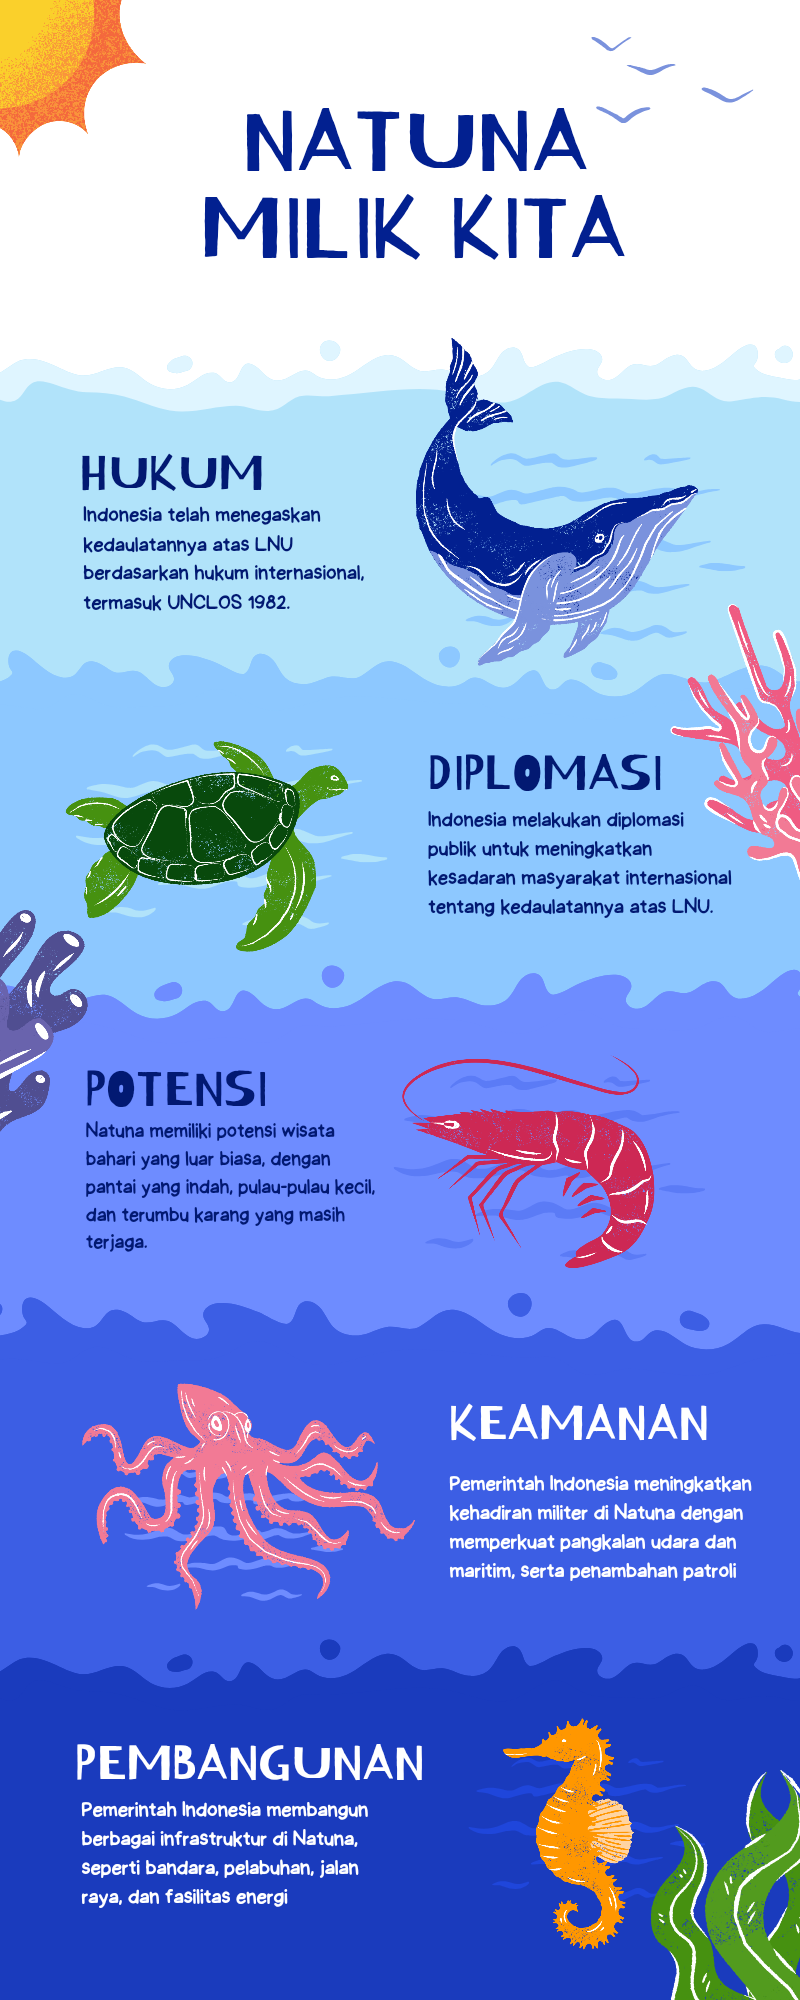 NATUNA
MILIK KITA
HUKUM
Indonesia telah menegaskan
kedaulatannya atas LNU
berdasarkan hukum internasional,
termasuk UNCLOS 1982.
DIPLOMASI
Indonesia melakukan diplomasi
publik untuk meningkatkan
kesadaran masyarakat internasional
tentang kedaulatannya atas LNU.
POTENSI
Natuna memiliki potensi wisata
bahari yang luar biasa, dengan
pantai yang indah, pulau-pulau kecil,
dan terumbu karang yang masih
terjaga.
KEAMANAN
Pemerintah Indonesia meningkatkan
kehadiran militer di Natuna dengan
memperkuat pangkalan udara dan
maritim, serta penambahan patroli
PEMBANGUNAN
Pemerintah Indonesia membangun
berbagai infrastruktur di Natuna,
seperti bandara, pelabuhan, jalan
raya, dan fasilitas energi